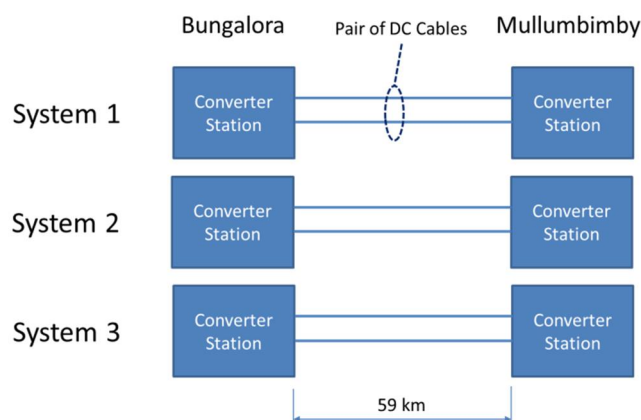 Bungalora
Pair of DC Cables
Mullumbimby
System 1
Converter
Station
Converter
Station
System 2
Converter
Station
Converter
Station
System 3
Converter
Station
Converter
Station
59 km